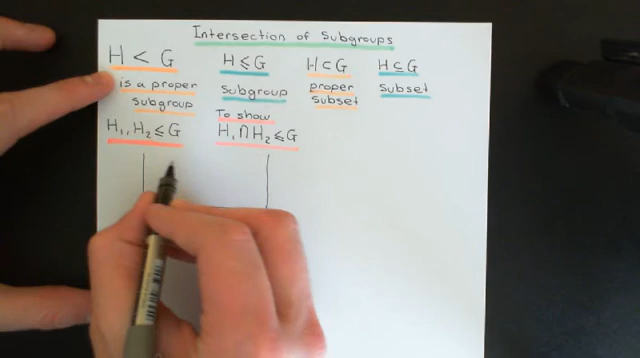 Intersection of Subgroups
H < G H ⩽ G H ⊂ G H ⊆ G
is a proper subgroup proper subset
subgroup subset
To show
H₁, H₂ ⩽ G H₁ ∩ H₂ ⩽ G